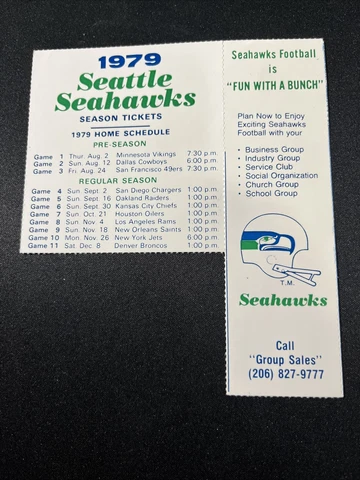 1979
Seattle
Seahawks
SEASON TICKETS
1979 HOME SCHEDULE
PRE-SEASON
Game 1 Thur. Aug. 2 Minnesota Vikings 7:30 p.m.
Game 2 Sun. Aug. 12 Dallas Cowboys 6:00 p.m.
Game 3 Fri. Aug. 24 San Francisco 49ers 7:30 p.m.
REGULAR SEASON
Game 4 Sun. Sept. 2 San Diego Chargers 1:00 p.m.
Game 5 Sun. Sept. 16 Oakland Raiders 1:00 p.m.
Game 6 Sun. Sept. 30 Kansas City Chiefs 1:00 p.m.
Game 7 Sun. Oct. 21 Houston Oilers 1:00 p.m.
Game 8 Sun. Nov. 4 Los Angeles Rams 1:00 p.m.
Game 9 Sun. Nov. 18 New Orleans Saints 1:00 p.m.
Game 10 Mon. Nov. 26 New York Jets 6:00 p.m.
Game 11 Sat. Dec. 8 Denver Broncos 1:00 p.m.
Seahawks Football
is
"FUN WITH A BUNCH"
Plan Now to Enjoy
Exciting Seahawks
Football with your
• Business Group
• Industry Group
• Service Club
• Social Organization
• Church Group
• School Group
T.M.
Seahawks
Call
"Group Sales"
(206) 827-9777